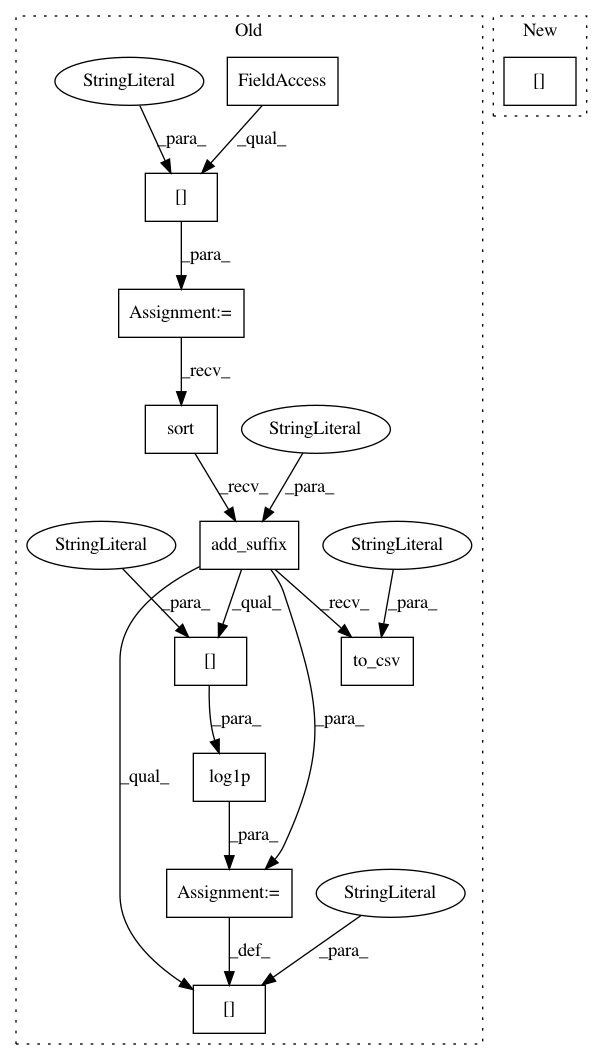 Old
New
StringLiteral
FieldAccess
[]
_para_
_qual_
[]
_para_
Assignment:=
_recv_
sort
StringLiteral
_recv_
_para_
StringLiteral
add_suffix
StringLiteral
_para_
_qual_
_recv_
_para_
[]
to_csv
_para_
_para_
_qual_
log1p
_para_
Assignment:=
StringLiteral
_def_
_para_
[]